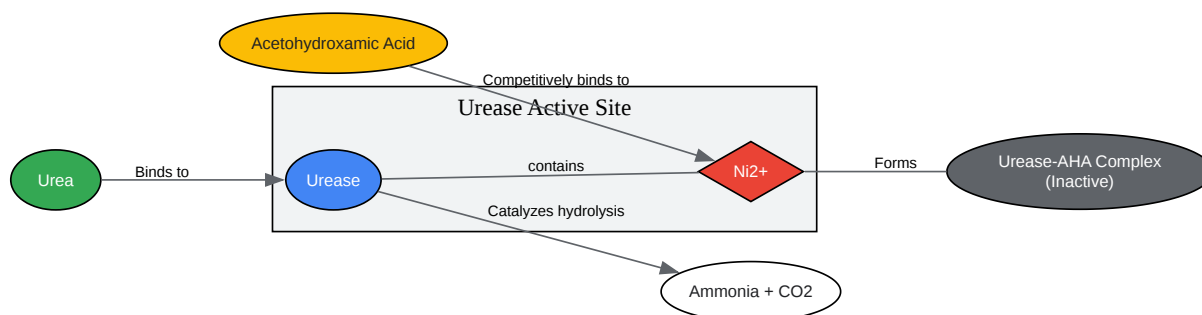 Acetohydroxamic Acid
Competitively binds to
Urease Active Site
Urea
Binds to
Urease
contains
Ni2+
Forms
Urease-AHA Complex
(Inactive)
Catalyzes hydrolysis
Ammonia + CO2